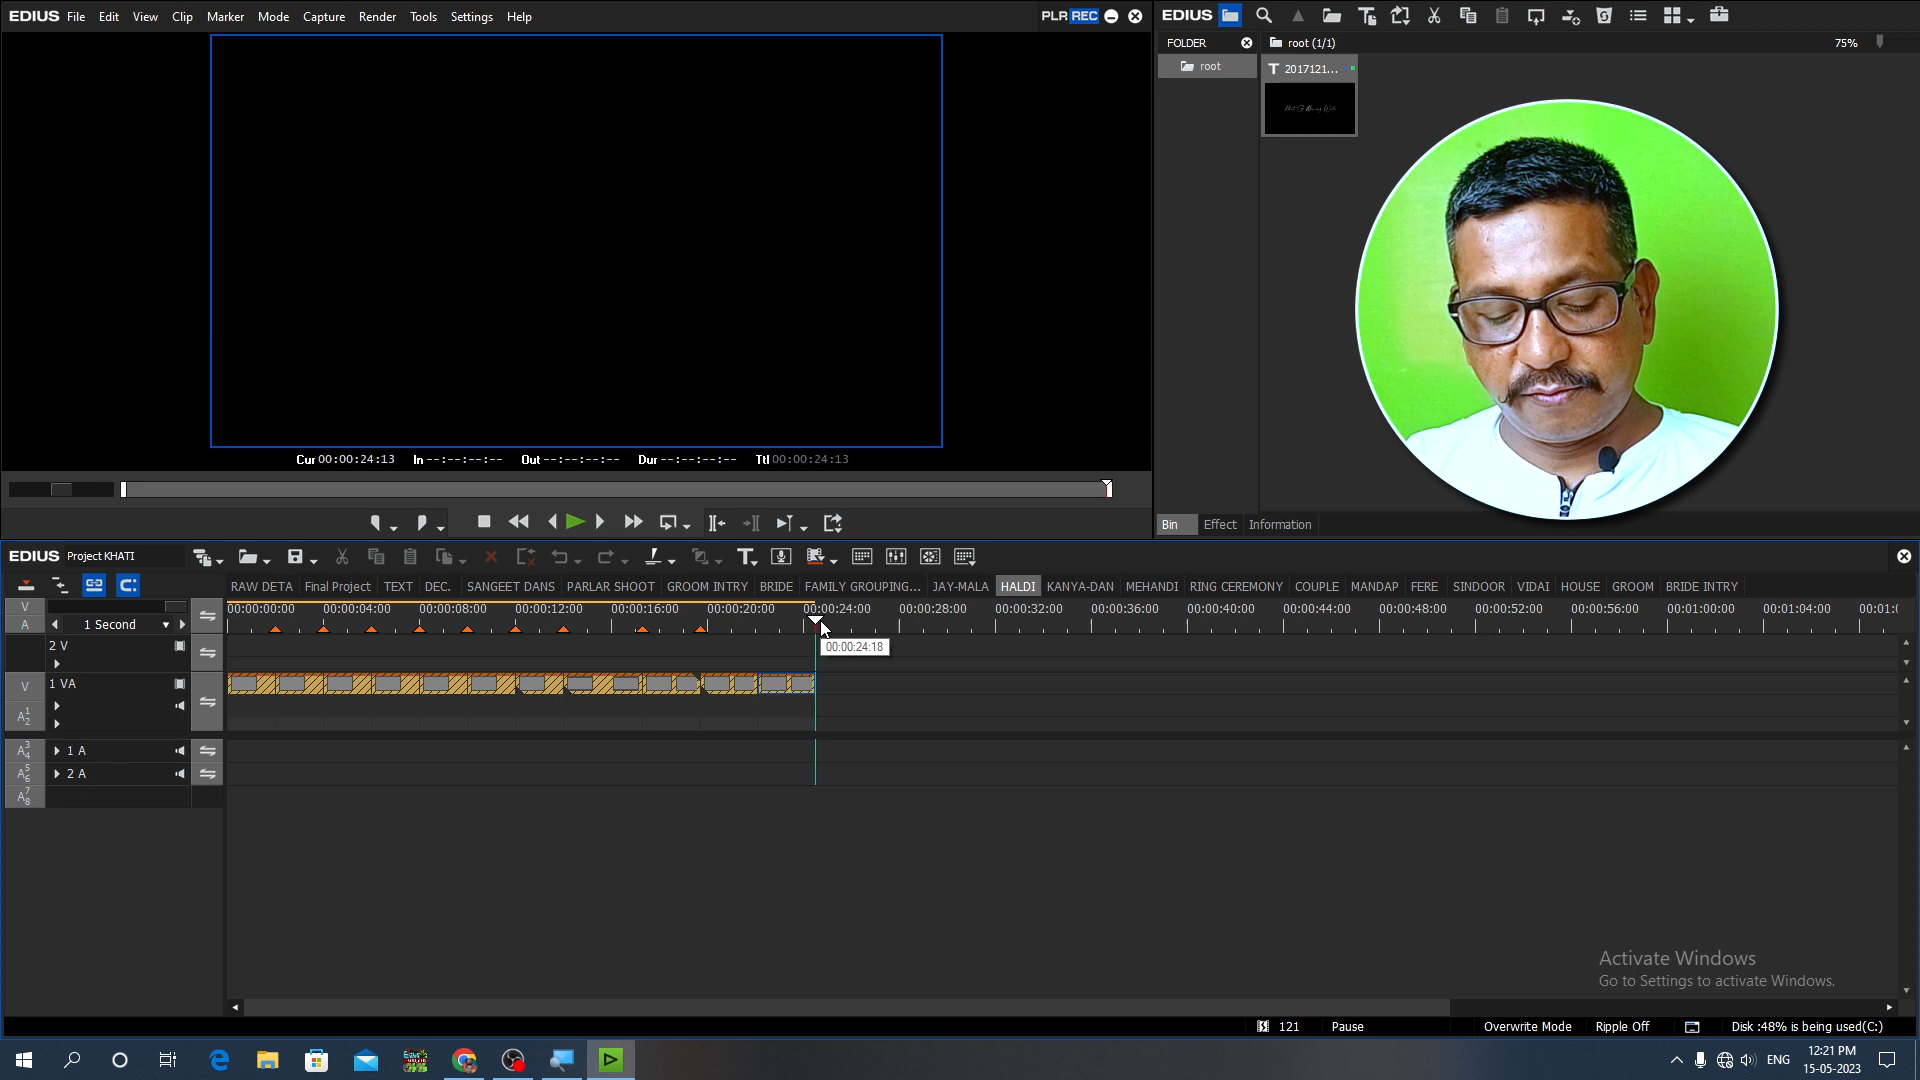 EDIUS File Edit View Clip Marker Mode Capture Render Tools Settings Help PLR REC
EDIUS
FOLDER root (1/1) 75%
root
2017121...
Cur 00:00:24:13 In --:--:--:-- Out --:--:--:-- Dur --:--:--:-- Ttl 00:00:24:13
Bin Effect Information
EDIUS Project KHATI
RAW DETA Final Project TEXT DEC. SANGEET DANS PARLAR SHOOT GROOM INTRY BRIDE FAMILY GROUPING... JAY-MALA HALDI KANYA-DAN MEHANDI RING CEREMONY COUPLE MANDAP FERE SINDOOR VIDAI HOUSE GROOM BRIDE INTRY
V 00:00:00:00 00:00:04:00 00:00:08:00 00:00:12:00 00:00:16:00 00:00:20:00 00:00:24:00 00:00:28:00 00:00:32:00 00:00:36:00 00:00:40:00 00:00:44:00 00:00:48:00 00:00:52:00 00:00:56:00 00:01:00:00 00:01:04:00
A 1 Second
2 V
00:00:24:18
V 1 VA
A 1 2
A 3 4 1 A
A 5 6 2 A
A 7 8
Activate Windows
Go to Settings to activate Windows.
121 Pause Overwrite Mode Ripple Off Disk :48% is being used(C:)
ENG 12:21 PM
15-05-2023